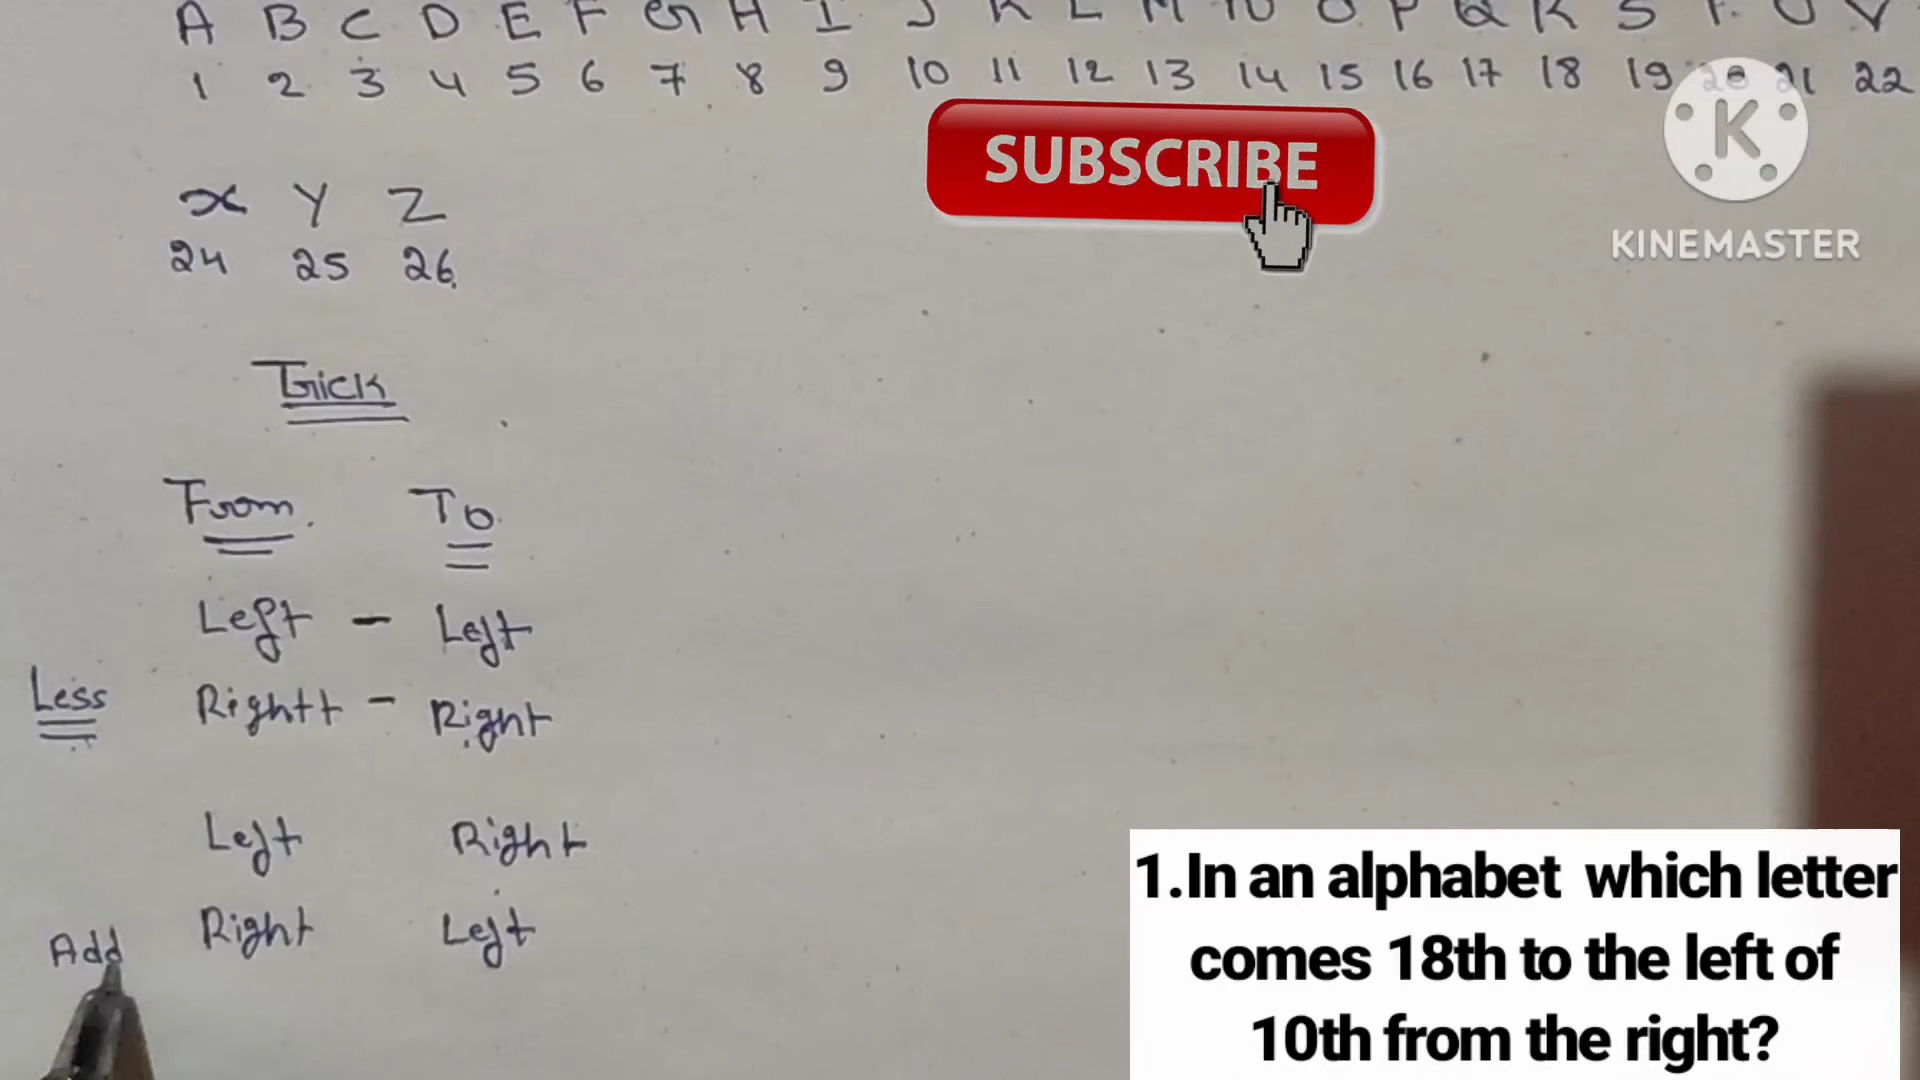 A B C D E F G H I J K L M N O P Q R S T U V
1 2 3 4 5 6 7 8 9 10 11 12 13 14 15 16 17 18 19 20 21 22
SUBSCRIBE
K
KINEMASTER
X Y Z
24 25 26
Trick
From To
Left - Left
Less Rightt - Right
Left Right
Add Right Left
1.In an alphabet which letter
comes 18th to the left of
10th from the right?